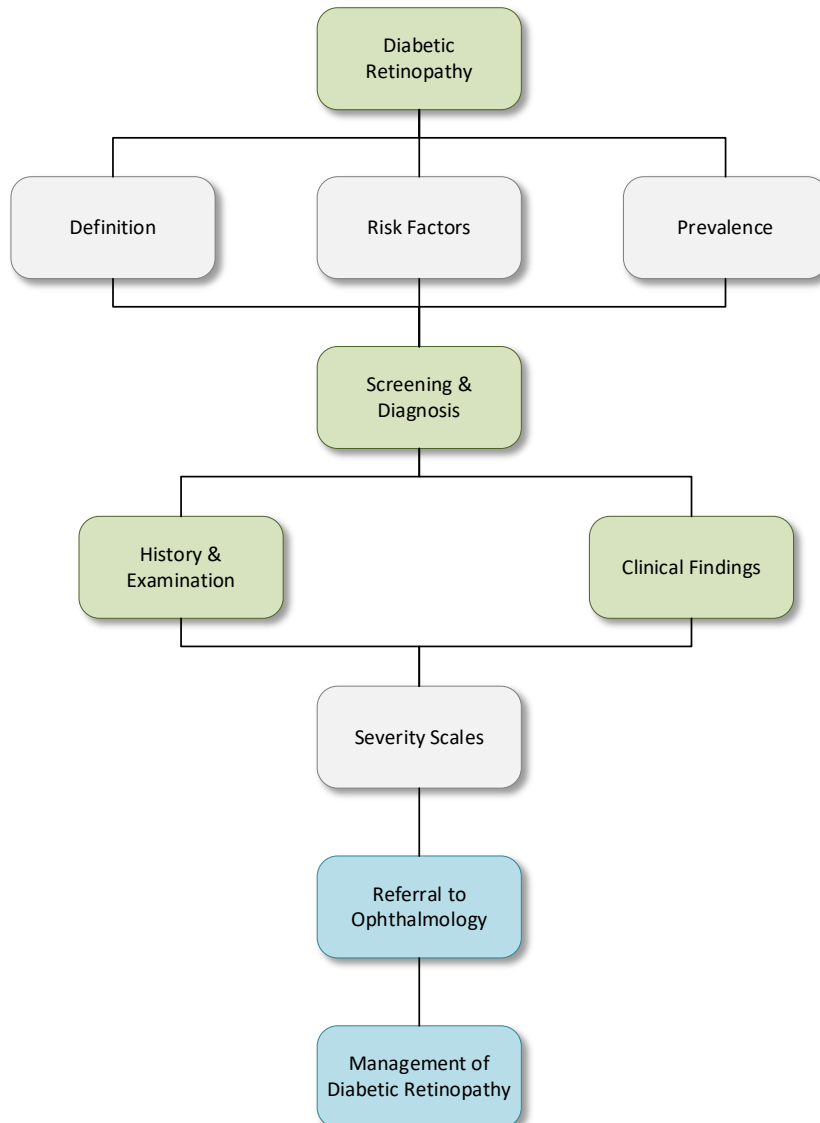 Diabetic
Retinopathy
Definition
Risk Factors
Prevalence
Screening &
Diagnosis
History &
Examination
Clinical Findings
Severity Scales
Referral to
Ophthalmology
Management of
Diabetic Retinopathy